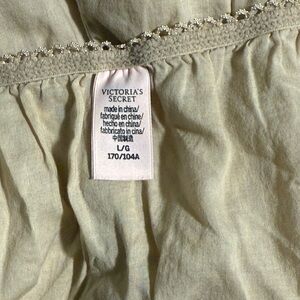 VICTORIA'S
SECRET
made in china/
fabriqué en chine/
hecho en china/
fabbricato in cina/
中国制造
L/G
170/104A